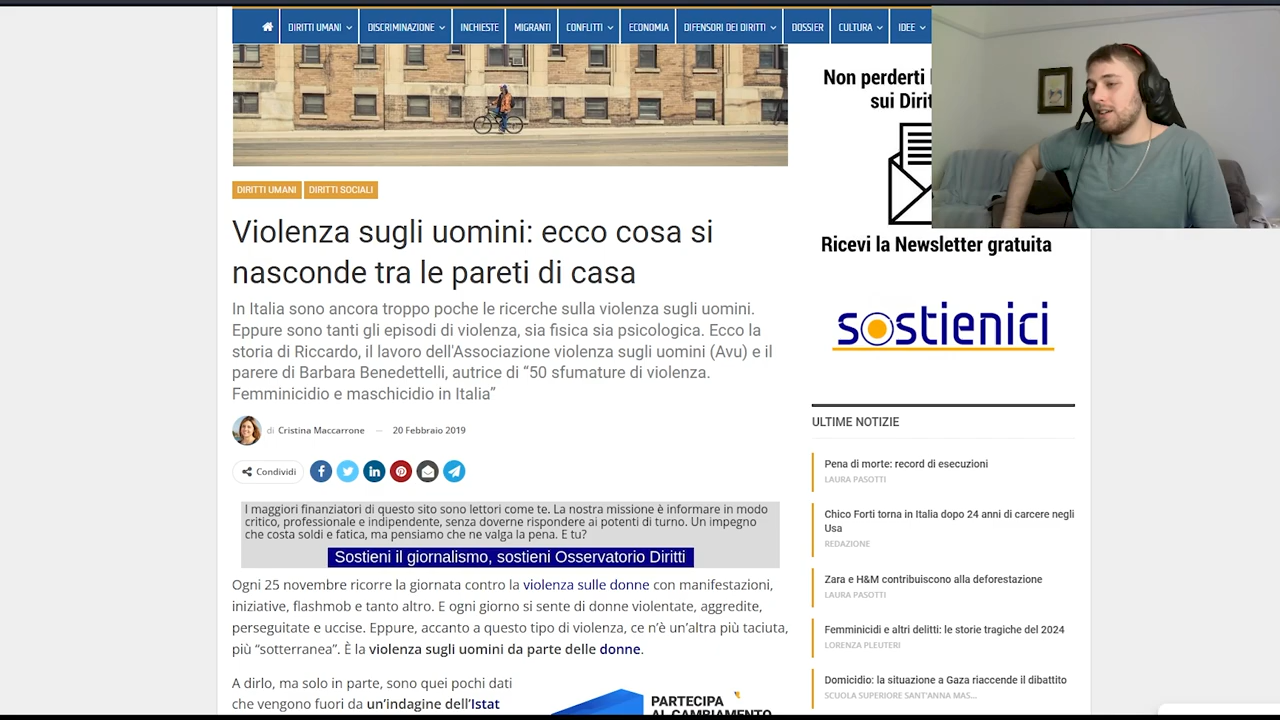 DIRITTI UMANI
DISCRIMINAZIONE
INCHIESTE
MIGRANTI
CONFLITTI
ECONOMIA
DIFENSORI DEI DIRITTI
DOSSIER
CULTURA
IDEE
DIRITTI UMANI
DIRITTI SOCIALI
Violenza sugli uomini: ecco cosa si
nasconde tra le pareti di casa
In Italia sono ancora troppo poche le ricerche sulla violenza sugli uomini.
Eppure sono tanti gli episodi di violenza, sia fisica sia psicologica. Ecco la
storia di Riccardo, il lavoro dell'Associazione violenza sugli uomini (Avu) e il
parere di Barbara Benedettelli, autrice di “50 sfumature di violenza.
Femminicidio e maschicidio in Italia”
di Cristina Maccarrone — 20 Febbraio 2019
Condividi
I maggiori finanziatori di questo sito sono lettori come te. La nostra missione è informare in modo
critico, professionale e indipendente, senza doverne rispondere ai potenti di turno. Un impegno
che costa soldi e fatica, ma pensiamo che ne valga la pena. E tu?
Sostieni il giornalismo, sostieni Osservatorio Diritti
Ogni 25 novembre ricorre la giornata contro la violenza sulle donne con manifestazioni,
iniziative, flashmob e tanto altro. E ogni giorno si sente di donne violentate, aggredite,
perseguitate e uccise. Eppure, accanto a questo tipo di violenza, ce n’è un’altra più taciuta,
più “sotterranea”. È la violenza sugli uomini da parte delle donne.
A dirlo, ma solo in parte, sono quei pochi dati
che vengono fuori da un’indagine dell’Istat
PARTECIPA
AL CAMBIAMENTO
Non perderti
sui Dirit
Ricevi la Newsletter gratuita
sostienici
ULTIME NOTIZIE
Pena di morte: record di esecuzioni
LAURA PASOTTI
Chico Forti torna in Italia dopo 24 anni di carcere negli
Usa
REDAZIONE
Zara e H&M contribuiscono alla deforestazione
LAURA PASOTTI
Femminicidi e altri delitti: le storie tragiche del 2024
LORENZA PLEUTERI
Domicidio: la situazione a Gaza riaccende il dibattito
SCUOLA SUPERIORE SANT'ANNA MAS...